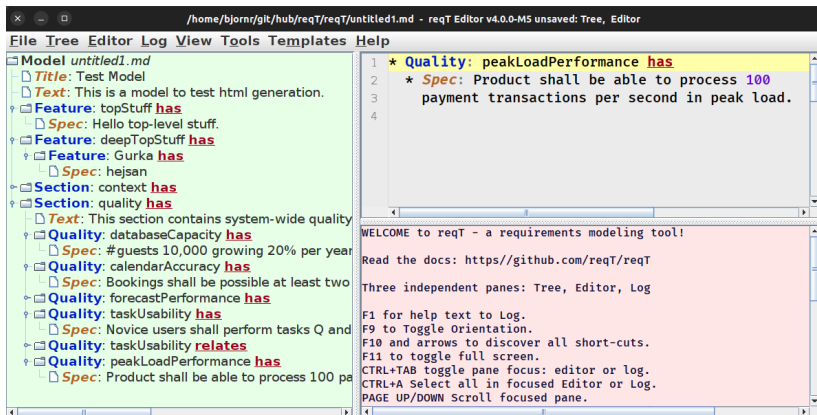 /home/bjornr/git/hub/reqT/reqT/untitled1.md - reqT Editor v4.0.0-M5 unsaved: Tree, Editor
File Tree Editor Log View Tools Templates Help
Model untitled1.md
Title: Test Model
Text: This is a model to test html generation.
Feature: topStuff has
Spec: Hello top-level stuff.
Feature: deepTopStuff has
Feature: Gurka has
Spec: hejsan
Section: context has
Section: quality has
Text: This section contains system-wide quality
Quality: databaseCapacity has
Spec: #guests 10,000 growing 20% per year
Quality: calendarAccuracy has
Spec: Bookings shall be possible at least two
Quality: forecastPerformance has
Quality: taskUsability has
Spec: Novice users shall perform tasks Q and
Quality: taskUsability relates
Quality: peakLoadPerformance has
Spec: Product shall be able to process 100 pa
1 * Quality: peakLoadPerformance has
2 * Spec: Product shall be able to process 100
3 payment transactions per second in peak load.
4
WELCOME to reqT - a requirements modeling tool!
Read the docs: https//github.com/reqT/reqT
Three independent panes: Tree, Editor, Log
F1 for help text to Log.
F9 to Toggle Orientation.
F10 and arrows to discover all short-cuts.
F11 to toggle full screen.
CTRL+TAB toggle pane focus: editor or log.
CTRL+A Select all in focused Editor or Log.
PAGE UP/DOWN Scroll focused pane.